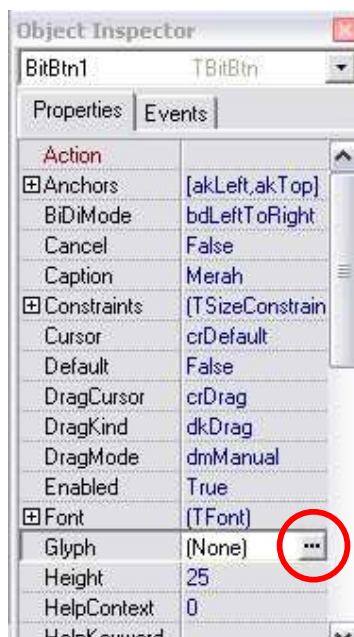 Object Inspector
BitBtn1 TBitBtn
Properties Events
Action
Anchors [akLeft,akTop]
BiDiMode bdLeftToRight
Cancel False
Caption Merah
Constraints (TSizeConstrain
Cursor crDefault
Default False
DragCursor crDrag
DragKind dkDrag
DragMode dmManual
Enabled True
Font (TFont)
Glyph (None) ...
Height 25
HelpContext 0